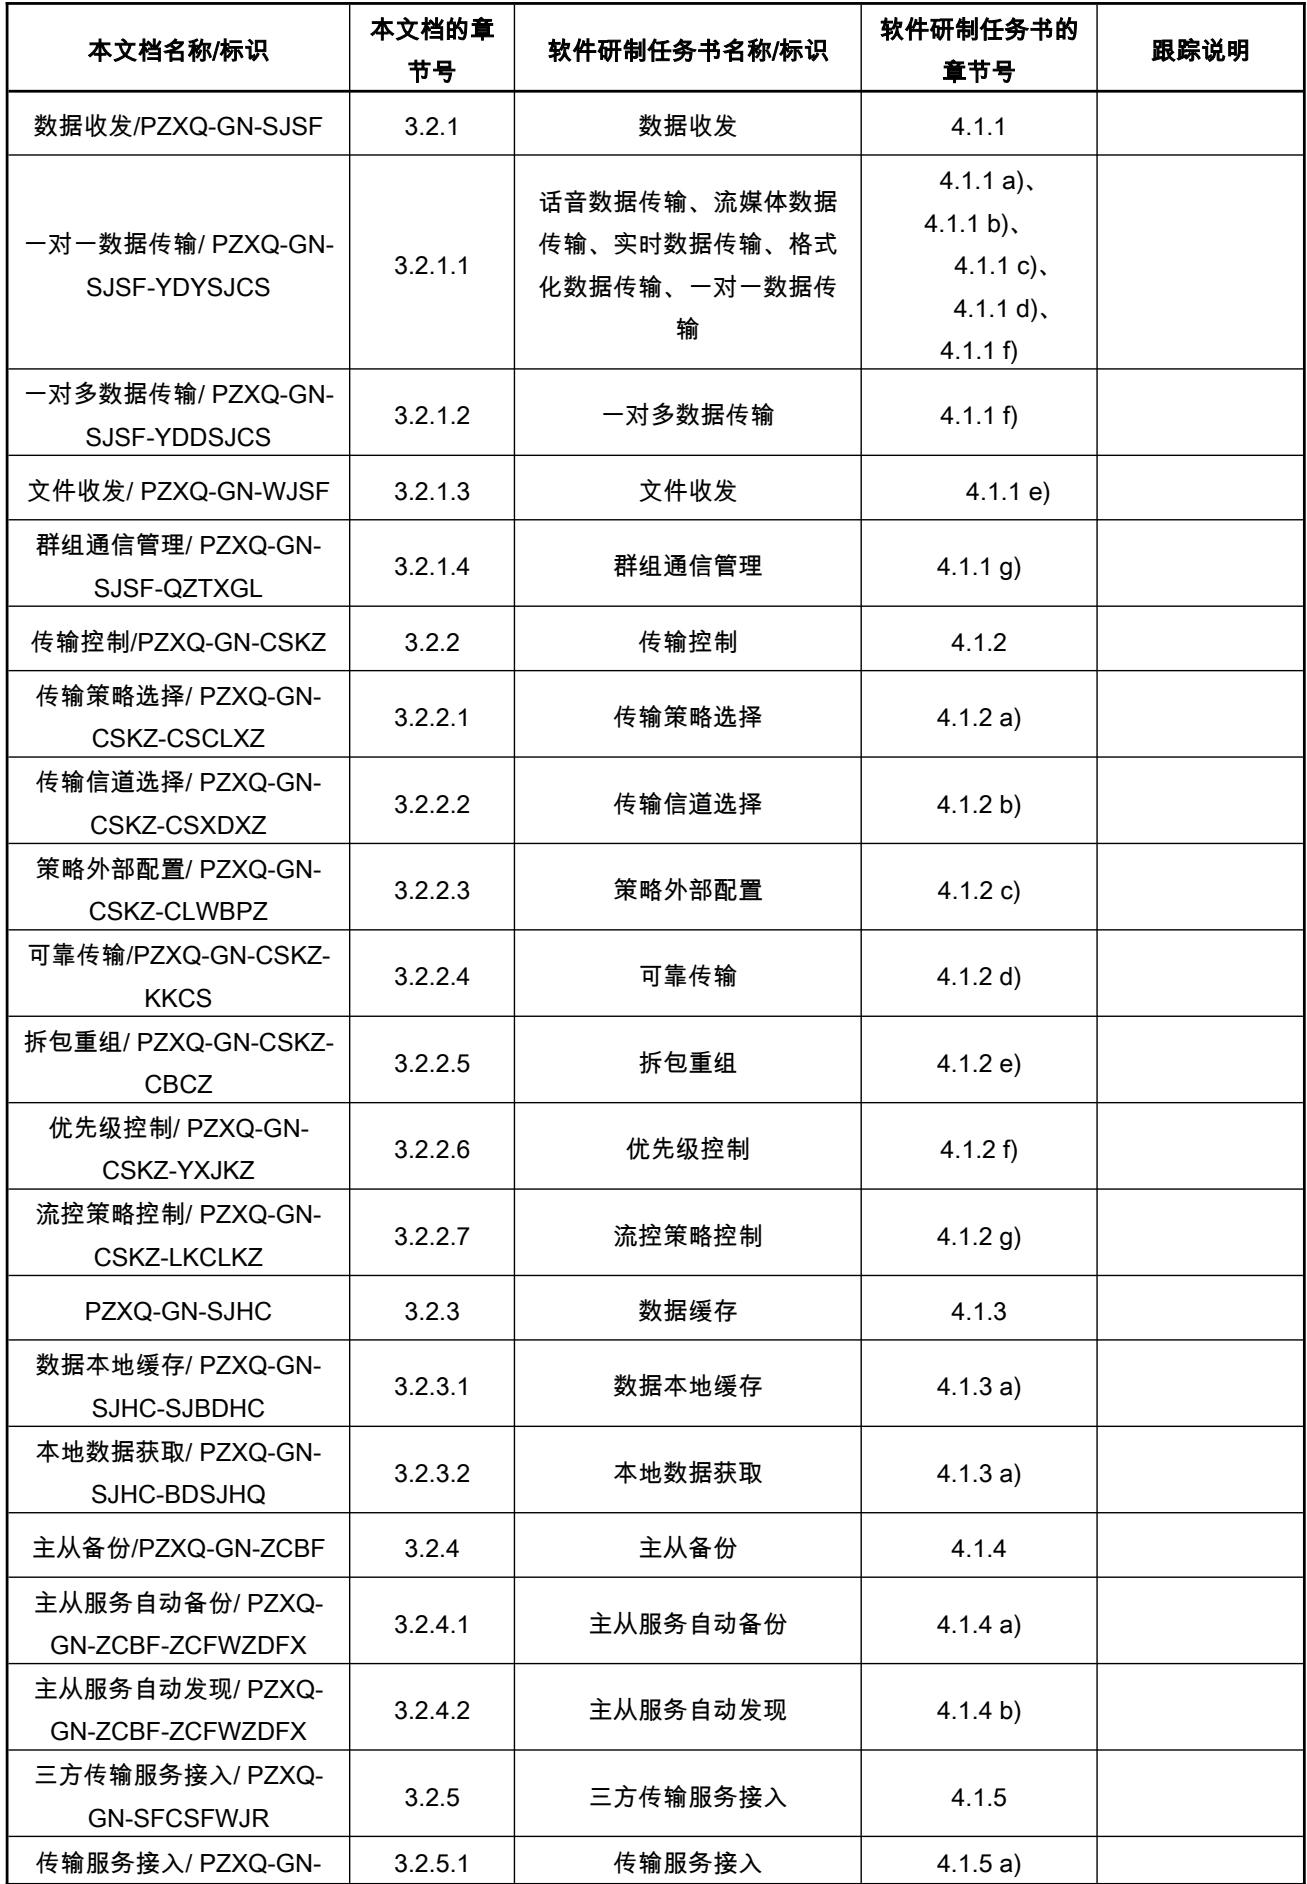 本文档名称/标识
本文档的章
节号
软件研制任务书名称/标识
软件研制任务书的
章节号
跟踪说明
数据收发/PZXQ-GN-SJSF
3.2.1
数据收发
4.1.1
一对一数据传输/ PZXQ-GN-
SJSF-YDYSJCS
3.2.1.1
话音数据传输、流媒体数据
传输、实时数据传输、格式
化数据传输、一对一数据传
输
4.1.1 a)、
4.1.1 b)、
4.1.1 c)、
4.1.1 d)、
4.1.1 f)
一对多数据传输/ PZXQ-GN-
SJSF-YDDSJCS
3.2.1.2
一对多数据传输
4.1.1 f)
文件收发/ PZXQ-GN-WJSF
3.2.1.3
文件收发
4.1.1 e)
群组通信管理/ PZXQ-GN-
SJSF-QZTXGL
3.2.1.4
群组通信管理
4.1.1 g)
传输控制/PZXQ-GN-CSKZ
3.2.2
传输控制
4.1.2
传输策略选择/ PZXQ-GN-
CSKZ-CSCLXZ
3.2.2.1
传输策略选择
4.1.2 a)
传输信道选择/ PZXQ-GN-
CSKZ-CSXDXZ
3.2.2.2
传输信道选择
4.1.2 b)
策略外部配置/ PZXQ-GN-
CSKZ-CLWBPZ
3.2.2.3
策略外部配置
4.1.2 c)
可靠传输/PZXQ-GN-CSKZ-
KKCS
3.2.2.4
可靠传输
4.1.2 d)
拆包重组/ PZXQ-GN-CSKZ-
CBCZ
3.2.2.5
拆包重组
4.1.2 e)
优先级控制/ PZXQ-GN-
CSKZ-YXJKZ
3.2.2.6
优先级控制
4.1.2 f)
流控策略控制/ PZXQ-GN-
CSKZ-LKCLKZ
3.2.2.7
流控策略控制
4.1.2 g)
PZXQ-GN-SJHC
3.2.3
数据缓存
4.1.3
数据本地缓存/ PZXQ-GN-
SJHC-SJBDHC
3.2.3.1
数据本地缓存
4.1.3 a)
本地数据获取/ PZXQ-GN-
SJHC-BDSJHQ
3.2.3.2
本地数据获取
4.1.3 a)
主从备份/PZXQ-GN-ZCBF
3.2.4
主从备份
4.1.4
主从服务自动备份/ PZXQ-
GN-ZCBF-ZCFWZDFX
3.2.4.1
主从服务自动备份
4.1.4 a)
主从服务自动发现/ PZXQ-
GN-ZCBF-ZCFWZDFX
3.2.4.2
主从服务自动发现
4.1.4 b)
三方传输服务接入/ PZXQ-
GN-SFCSFWJR
3.2.5
三方传输服务接入
4.1.5
传输服务接入/ PZXQ-GN-
3.2.5.1
传输服务接入
4.1.5 a)